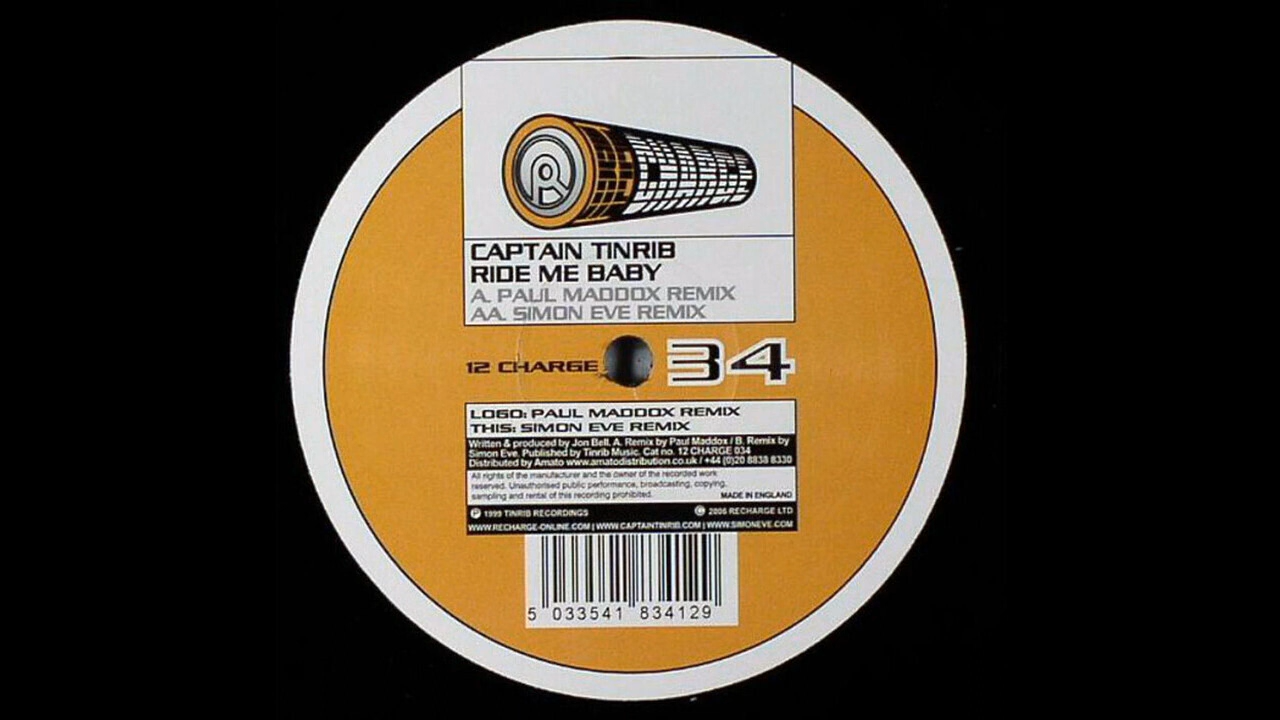 CAPTAIN TINRIB
RIDE ME BABY
A. PAUL MADDOX REMIX
AA. SIMON EVE REMIX
12 CHARGE 34
LOGO: PAUL MADDOX REMIX
THIS: SIMON EVE REMIX
Written & produced by Jon Bell. A. Remix by Paul Maddox / B. Remix by
Simon Eve. Published by Tinrib Music. Cat no. 12 CHARGE 034
Distributed by Amato www.amatodistribution.co.uk / +44 (0)20 8838 8330
All rights of the manufacturer and the owner of the recorded work
reserved. Unauthorised public performance, broadcasting, copying,
sampling and rental of this recording prohibited. MADE IN ENGLAND
Ⓟ 1999 TINRIB RECORDINGS © 2006 RECHARGE LTD
WWW.RECHARGE-ONLINE.COM | WWW.CAPTAINTINRIB.COM | WWW.SIMONEVE.COM
5 033541 834129